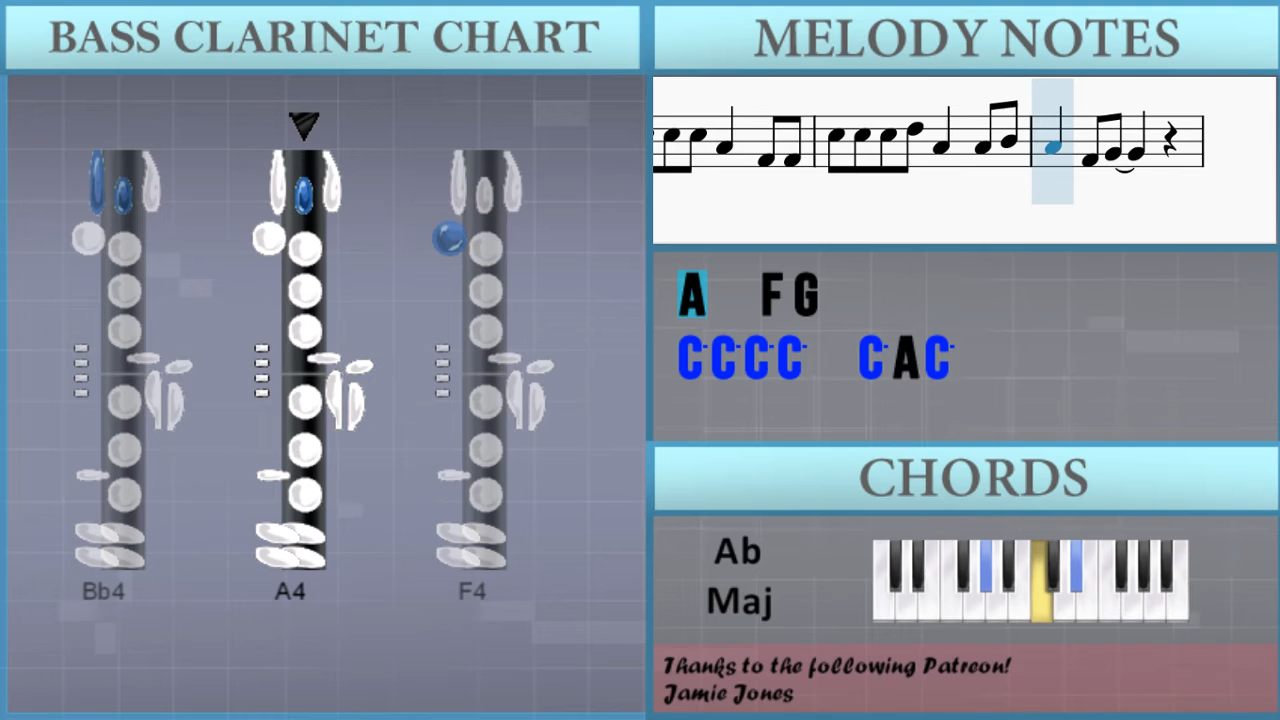 BASS CLARINET CHART
Bb4
A4
F4
MELODY NOTES
A F G
C- C- C- C- C- A C-
CHORDS
Ab
Maj
Thanks to the following Patreon!
Jamie Jones